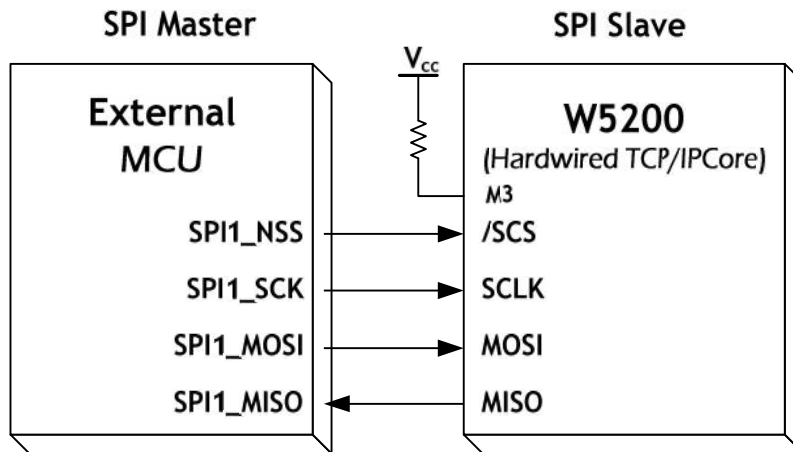 SPI Master
SPI Slave
Vcc
External
MCU
W5200
(Hardwired TCP/IPCore)
M3
SPI1_NSS
/SCS
SPI1_SCK
SCLK
SPI1_MOSI
MOSI
SPI1_MISO
MISO